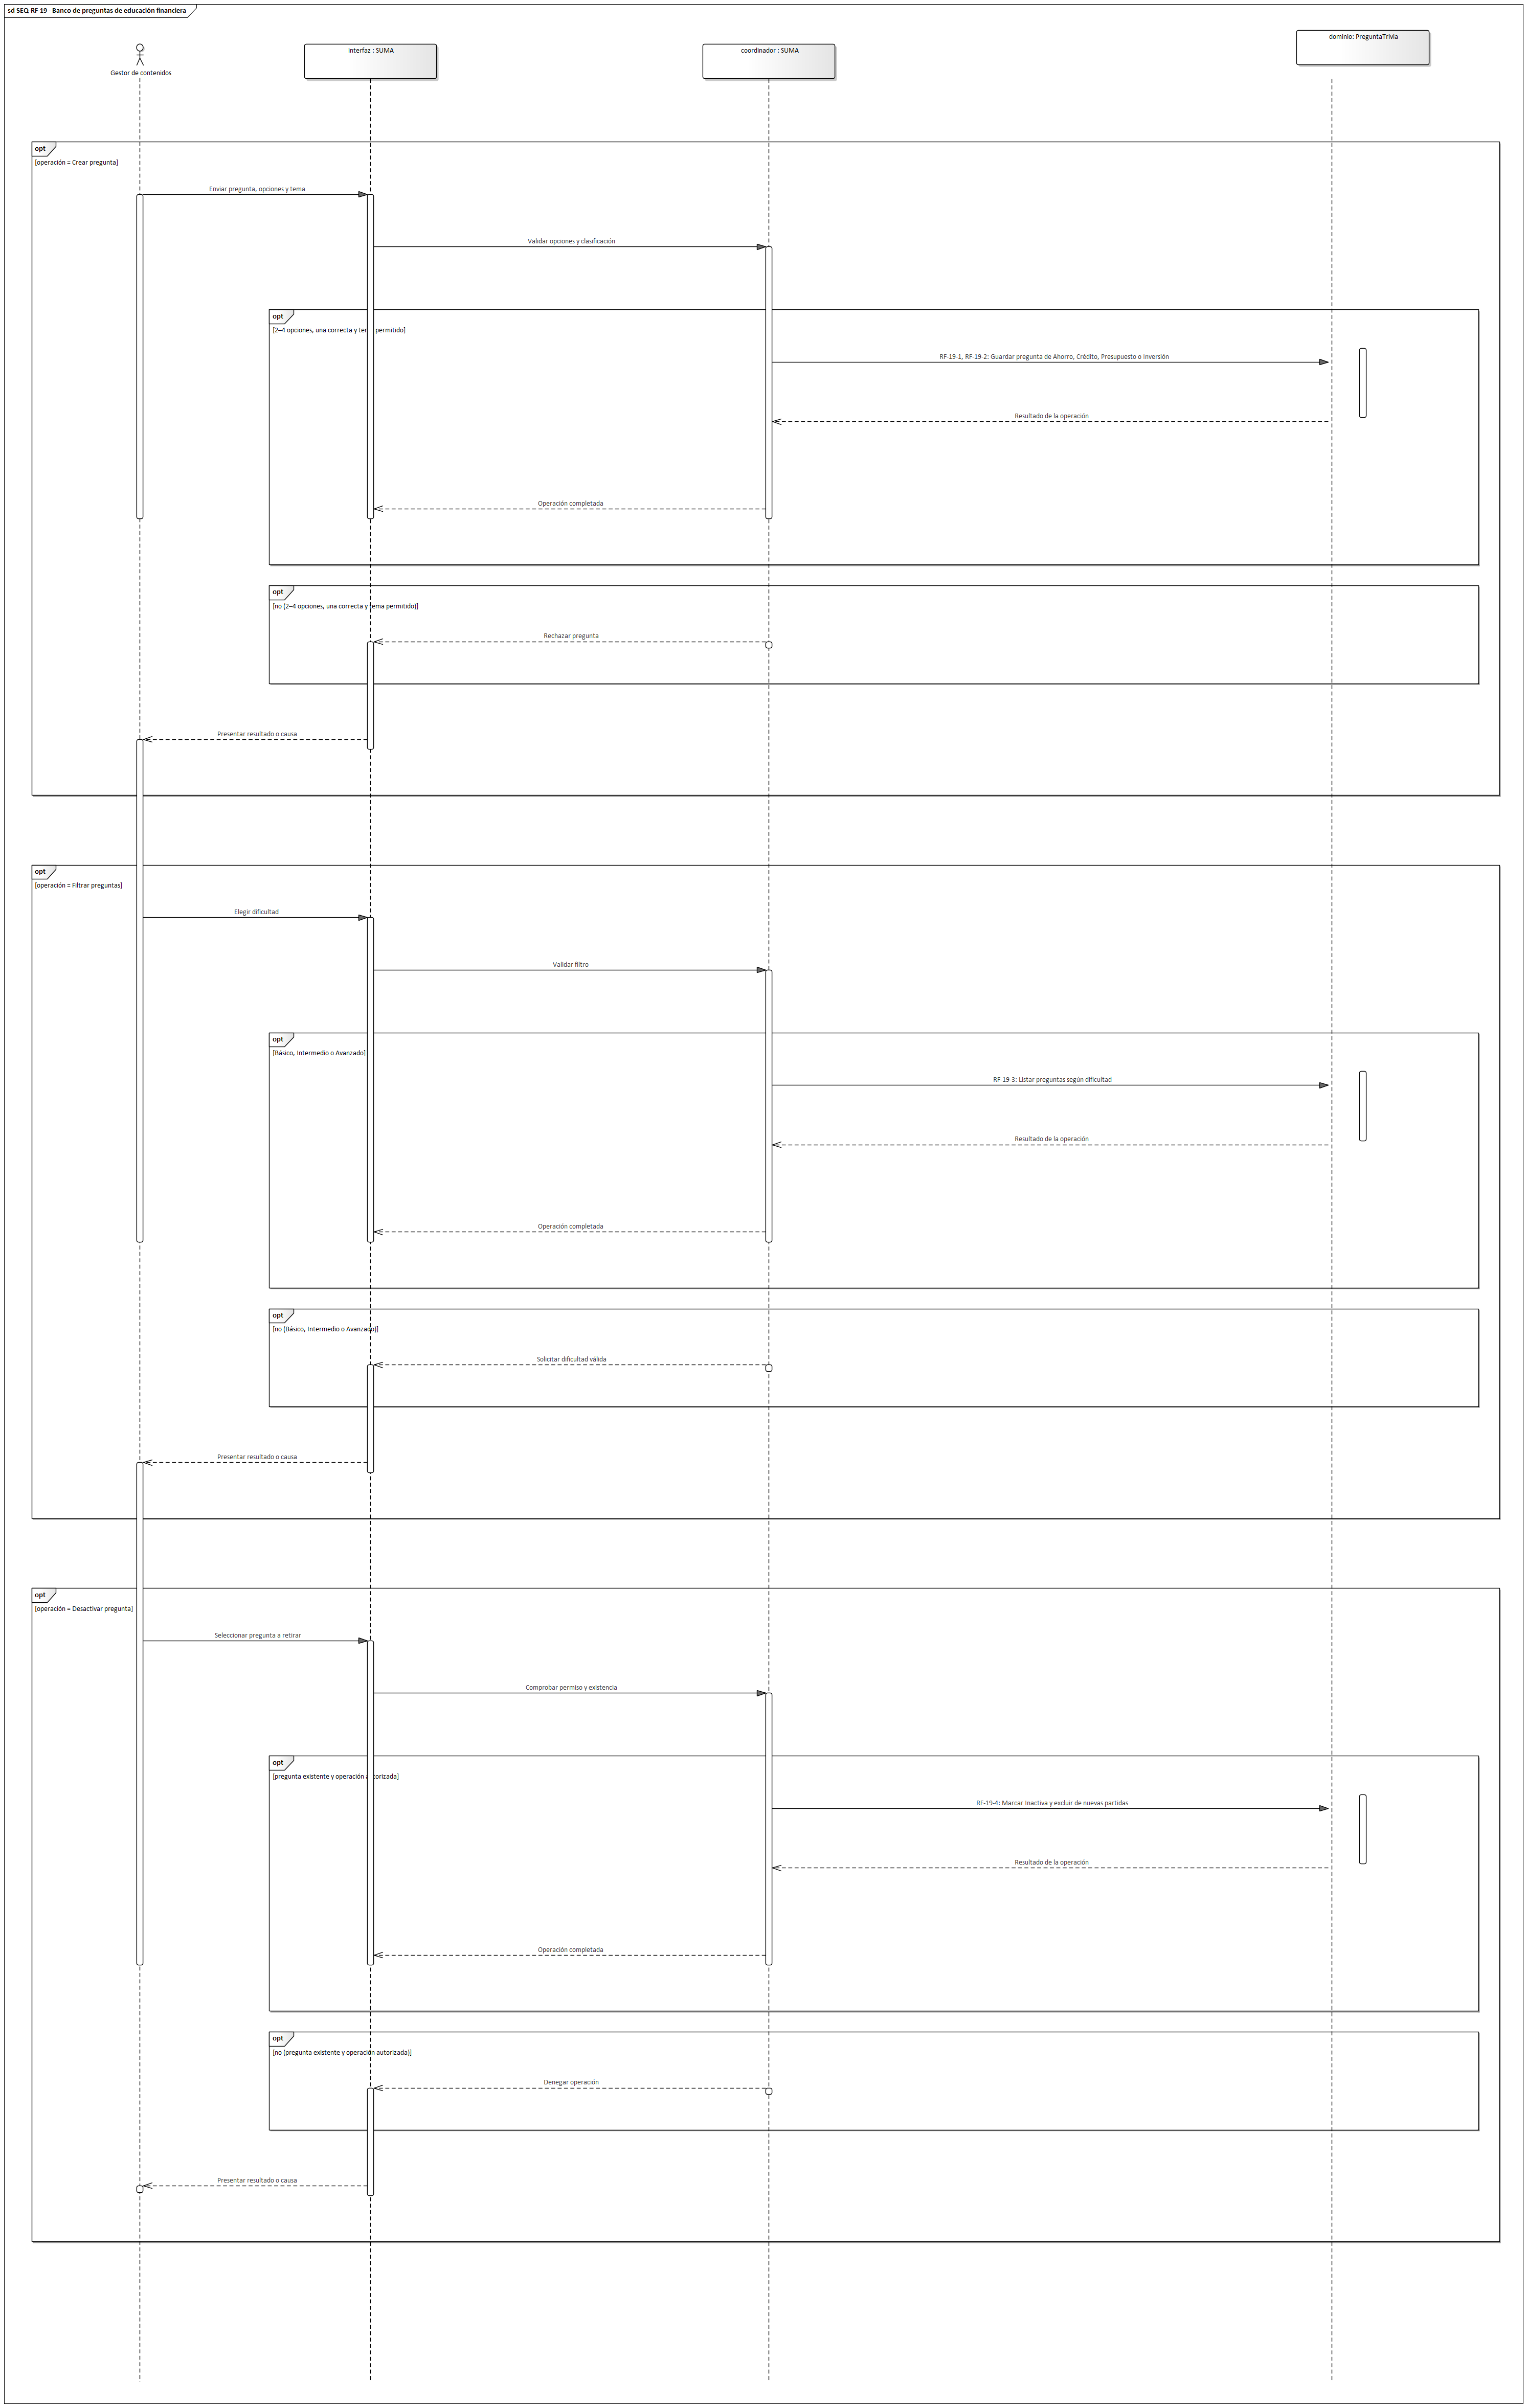 sd SEQ-RF-19 - Banco de preguntas de educación financiera
interfaz : SUMA
coordinador : SUMA
dominio: PreguntaTrivia
Gestor de contenidos
opt
[operación = Crear pregunta]
Enviar pregunta, opciones y tema
Validar opciones y clasificación
opt
[2–4 opciones, una correcta y tema permitido]
RF-19-1, RF-19-2: Guardar pregunta de Ahorro, Crédito, Presupuesto o Inversión
Resultado de la operación
Operación completada
opt
[no (2–4 opciones, una correcta y tema permitido)]
Rechazar pregunta
Presentar resultado o causa
opt
[operación = Filtrar preguntas]
Elegir dificultad
Validar filtro
opt
[Básico, Intermedio o Avanzado]
RF-19-3: Listar preguntas según dificultad
Resultado de la operación
Operación completada
opt
[no (Básico, Intermedio o Avanzado)]
Solicitar dificultad válida
Presentar resultado o causa
opt
[operación = Desactivar pregunta]
Seleccionar pregunta a retirar
Comprobar permiso y existencia
opt
[pregunta existente y operación autorizada]
RF-19-4: Marcar inactiva y excluir de nuevas partidas
Resultado de la operación
Operación completada
opt
[no (pregunta existente y operación autorizada)]
Denegar operación
Presentar resultado o causa